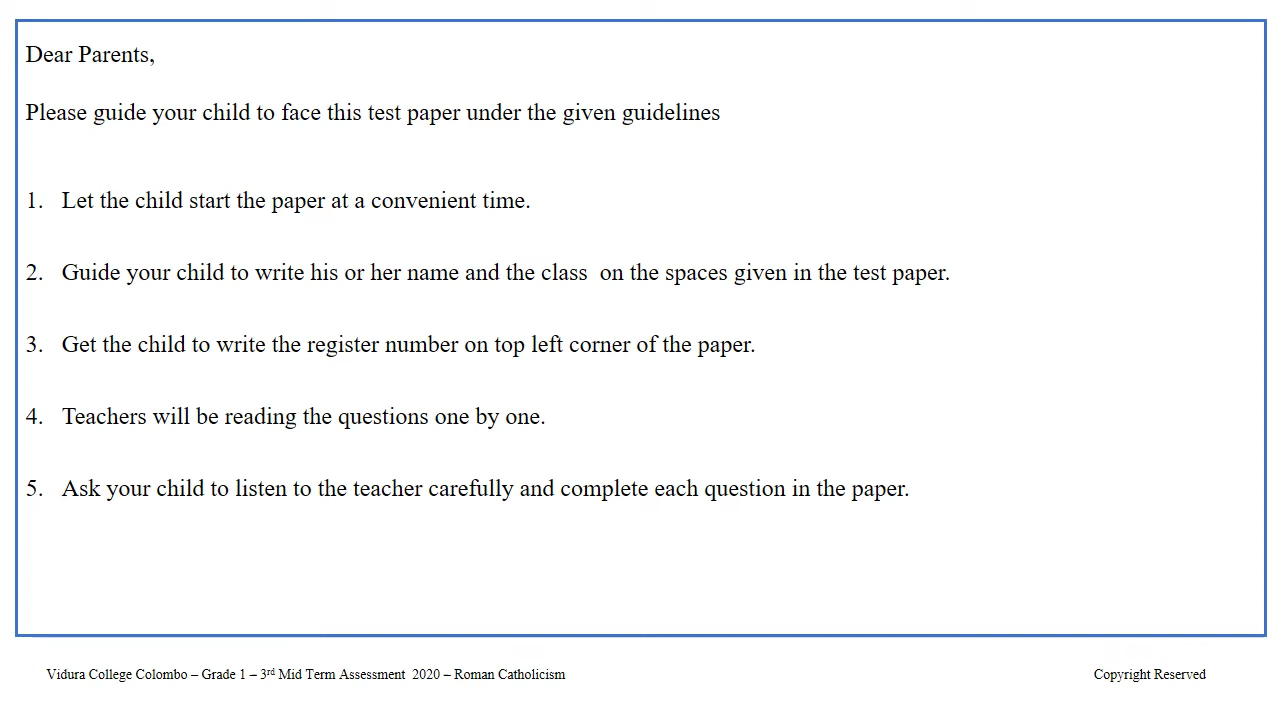 Dear Parents,
Please guide your child to face this test paper under the given guidelines
1. Let the child start the paper at a convenient time.
2. Guide your child to write his or her name and the class  on the spaces given in the test paper.
3. Get the child to write the register number on top left corner of the paper.
4. Teachers will be reading the questions one by one.
5. Ask your child to listen to the teacher carefully and complete each question in the paper.
Vidura College Colombo – Grade 1 – 3rd Mid Term Assessment  2020 – Roman Catholicism
Copyright Reserved